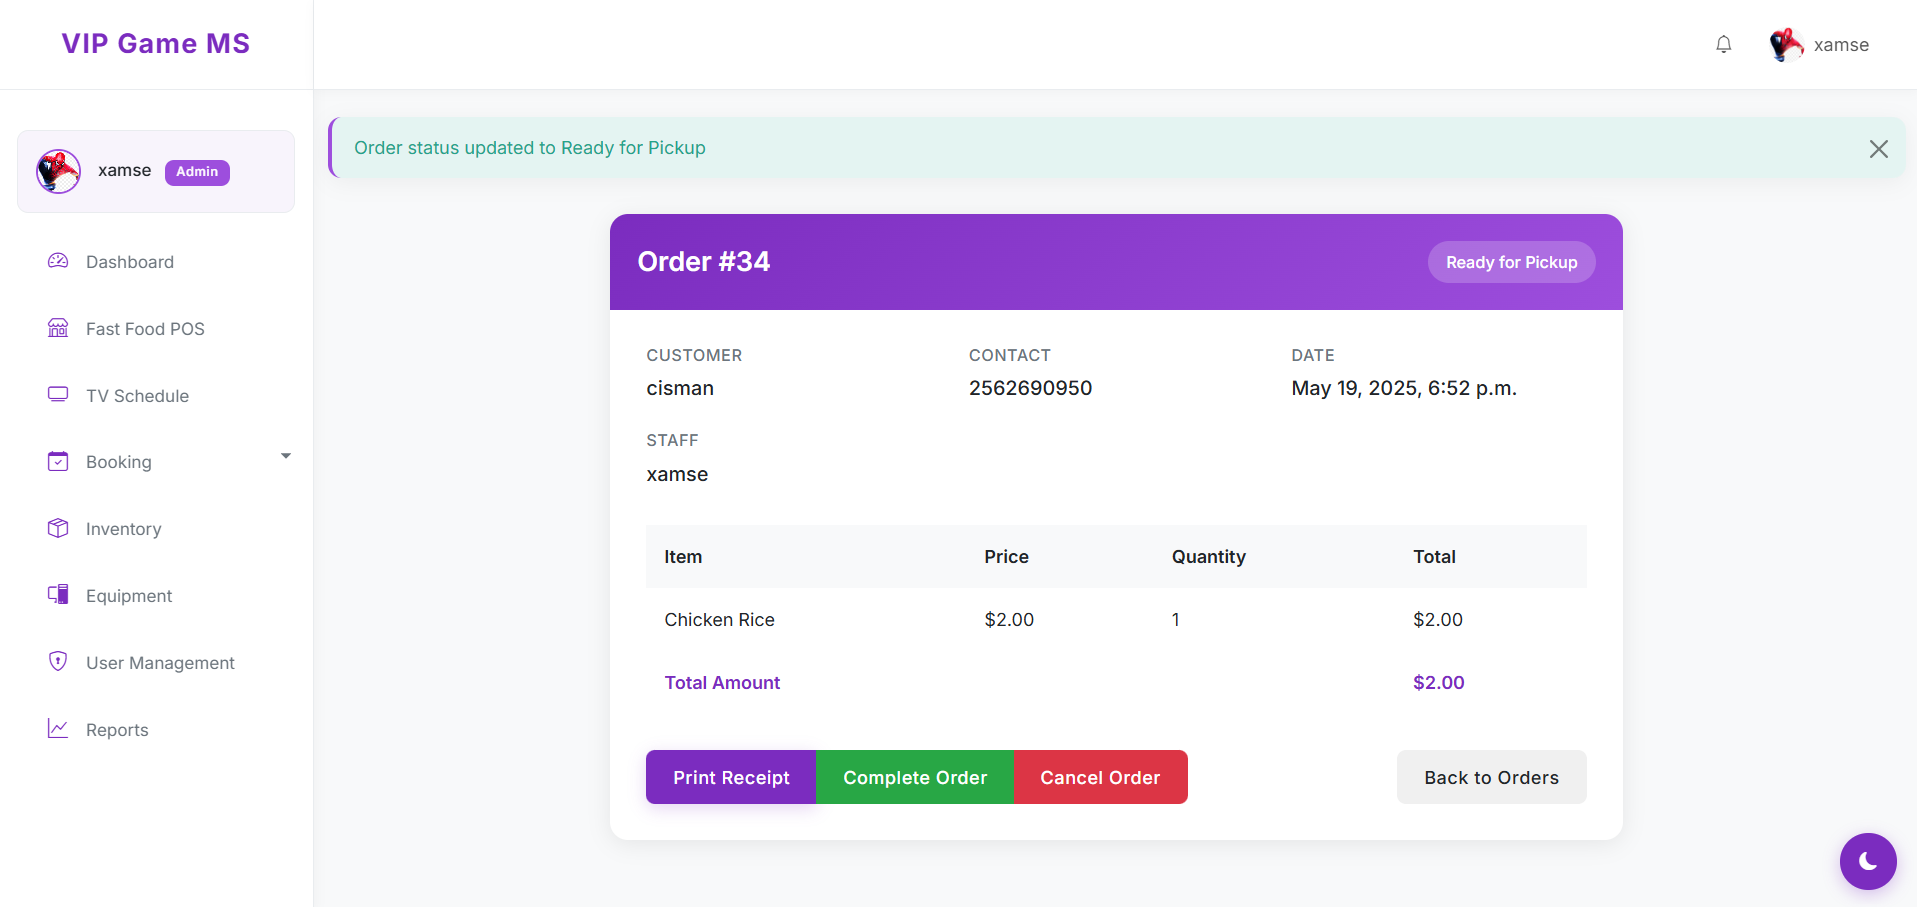 VIP Game MS
xamse
xamse Admin
Dashboard
Fast Food POS
TV Schedule
Booking
Inventory
Equipment
User Management
Reports
Order status updated to Ready for Pickup
Order #34
Ready for Pickup
CUSTOMER CONTACT DATE
cisman 2562690950 May 19, 2025, 6:52 p.m.
STAFF
xamse
Item Price Quantity Total
Chicken Rice $2.00 1 $2.00
Total Amount $2.00
Print Receipt Complete Order Cancel Order Back to Orders